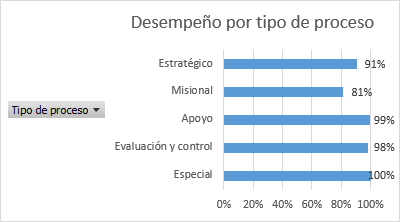 Desempeño por tipo de proceso
Estratégico 91%
Misional 81%
Tipo de proceso
Apoyo 99%
Evaluación y control 98%
Especial 100%
0% 20% 40% 60% 80% 100%